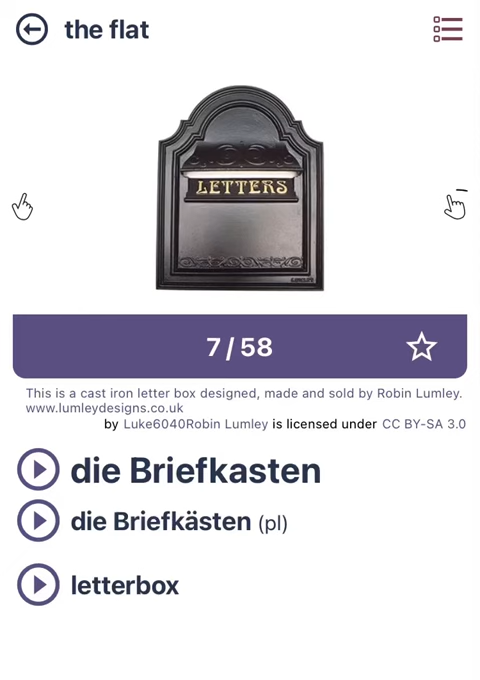 the flat
LETTERS
7 / 58
This is a cast iron letter box designed, made and sold by Robin Lumley.
www.lumleydesigns.co.uk
by Luke6040Robin Lumley is licensed under CC BY-SA 3.0
die Briefkasten
die Briefkästen (pl)
letterbox